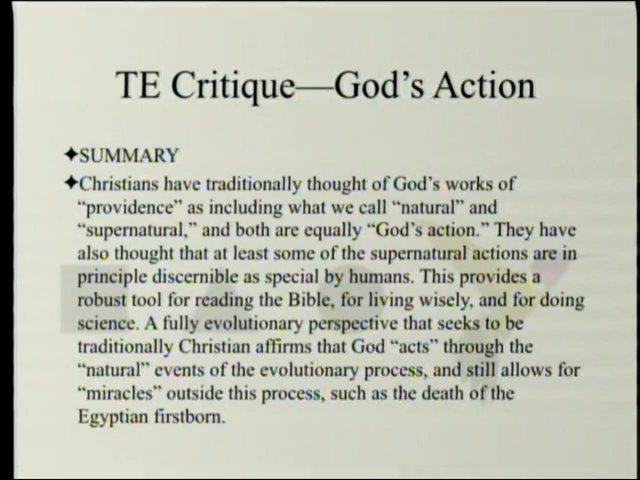 TE Critique—God's Action
✦SUMMARY
✦Christians have traditionally thought of God's works of
"providence" as including what we call "natural" and
"supernatural," and both are equally "God's action." They have
also thought that at least some of the supernatural actions are in
principle discernible as special by humans. This provides a
robust tool for reading the Bible, for living wisely, and for doing
science. A fully evolutionary perspective that seeks to be
traditionally Christian affirms that God "acts" through the
"natural" events of the evolutionary process, and still allows for
"miracles" outside this process, such as the death of the
Egyptian firstborn.